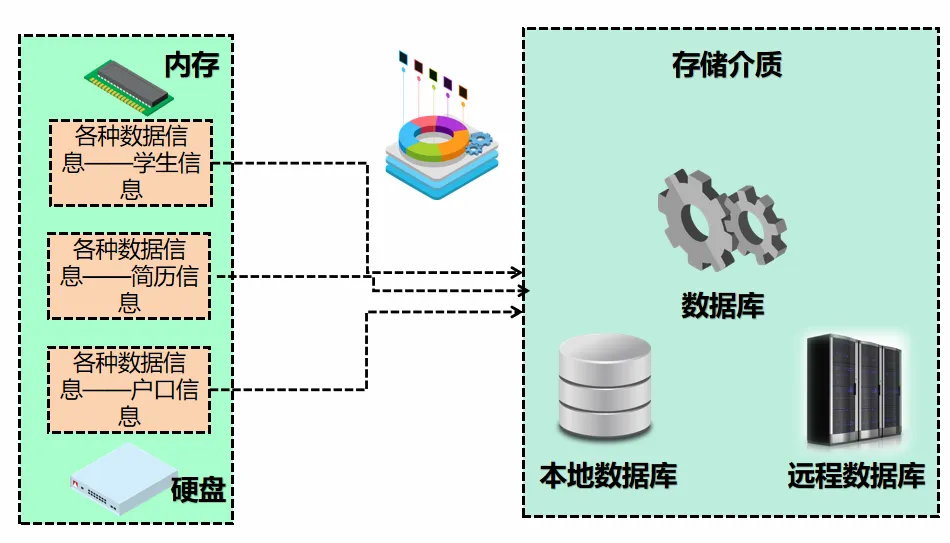 内存
各种数据信
息——学生信
息
各种数据信
息——简历信
息
各种数据信
息——户口信
息
硬盘
存储介质
数据库
本地数据库
远程数据库